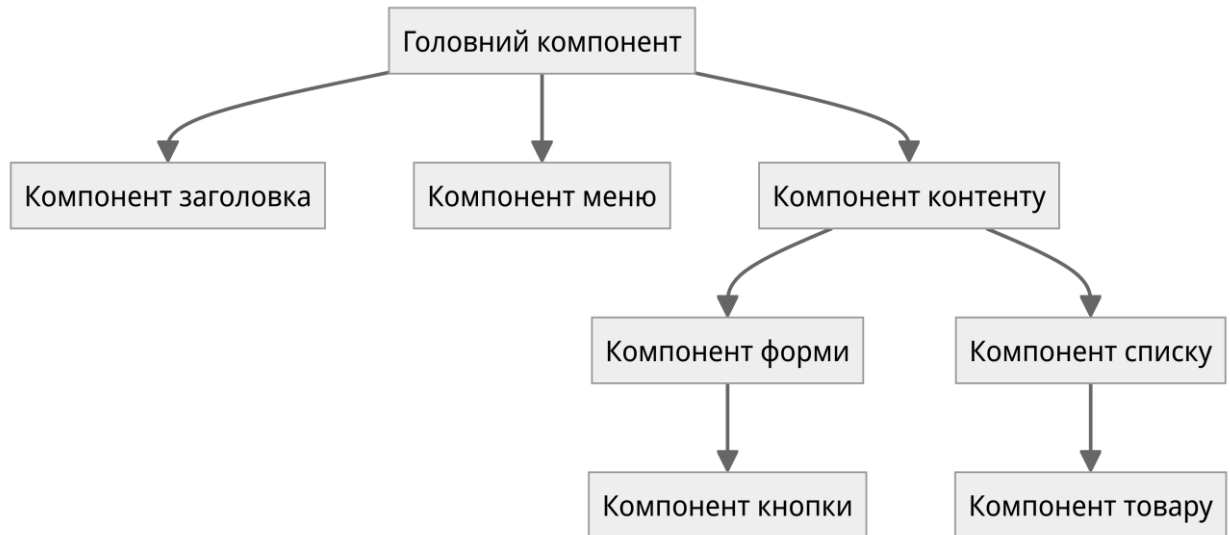 Головний компонент
Компонент заголовка
Компонент меню
Компонент контенту
Компонент форми
Компонент списку
Компонент кнопки
Компонент товару